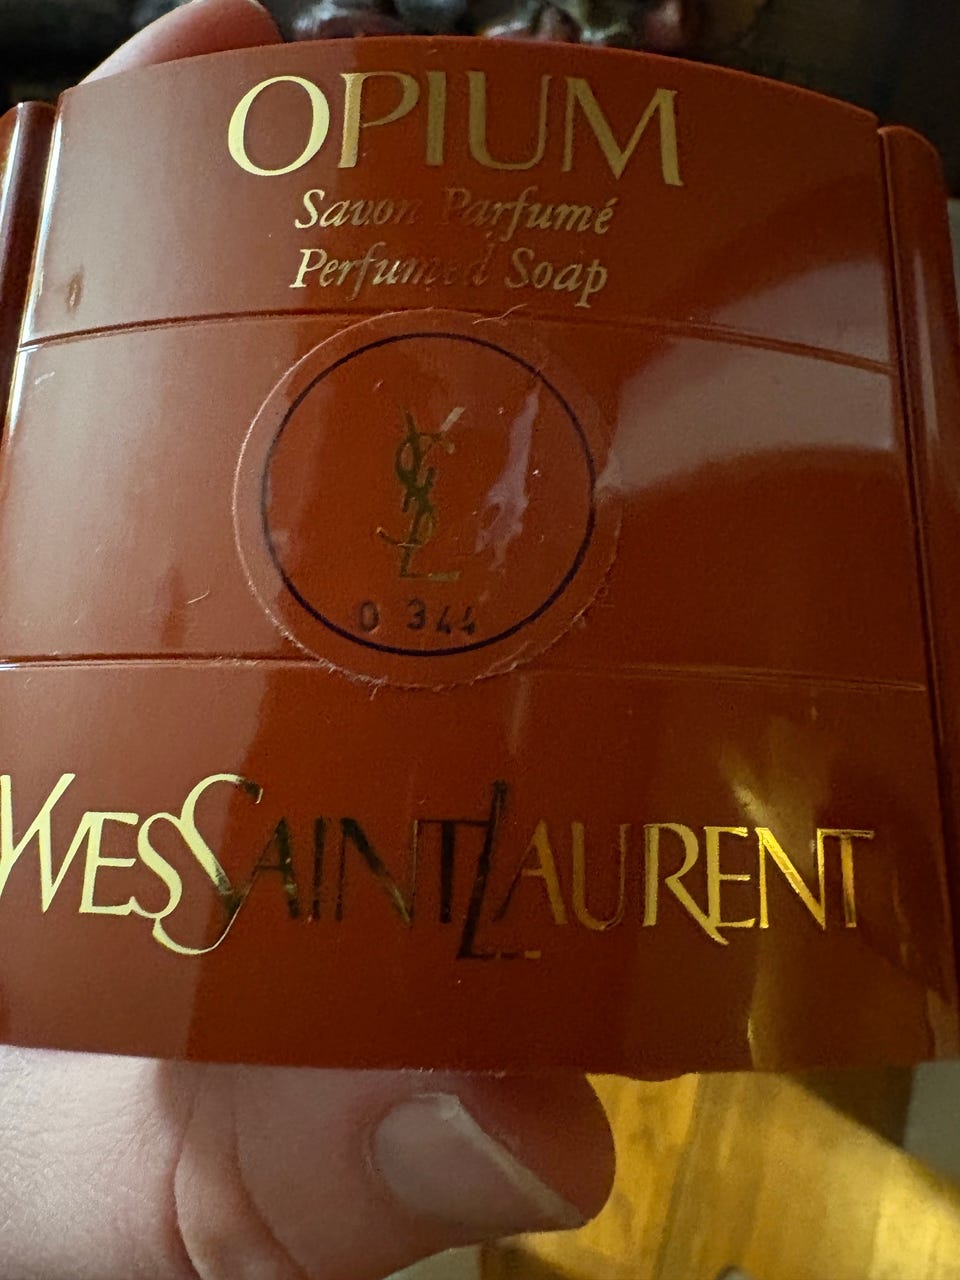 OPIUM
Savon Parfumé
Perfumed Soap
YSL
0 344
YVESSAINTLAURENT